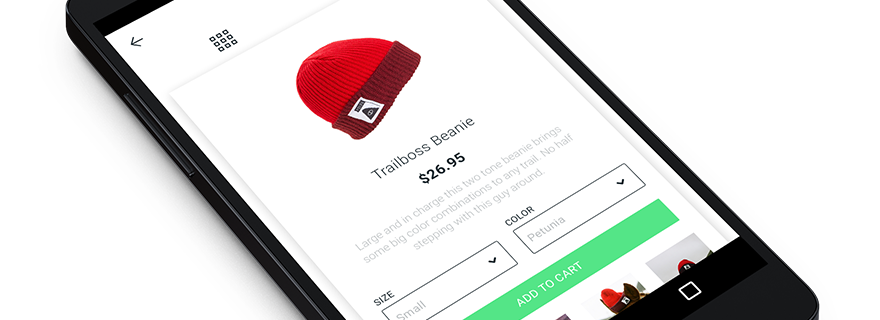 Trailboss Beanie
$26.95
Large and in charge this two tone beanie brings
some big color combinations to any trail. No half
stepping with this guy around.
COLOR
Petunia
SIZE
Small
ADD TO CART